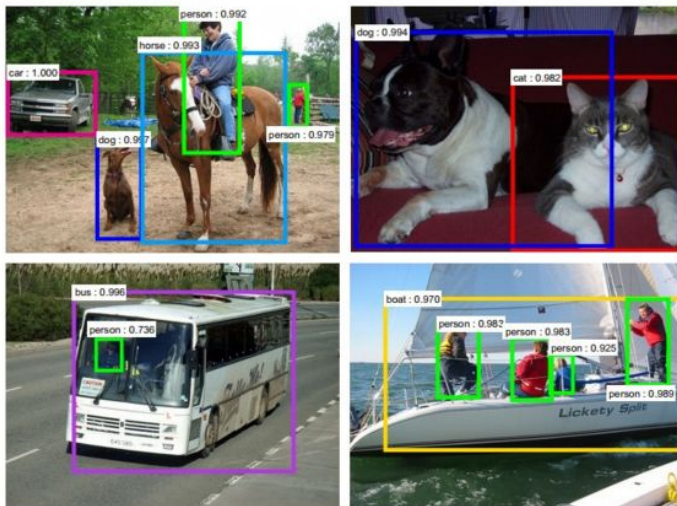 person : 0.992
horse : 0.993
car : 1.000
person : 0.979
dog : 0.997
dog : 0.994
cat : 0.982
bus : 0.996
person : 0.736
boat : 0.970
person : 0.983
person : 0.983
person : 0.925
person : 0.989
Lickety Split